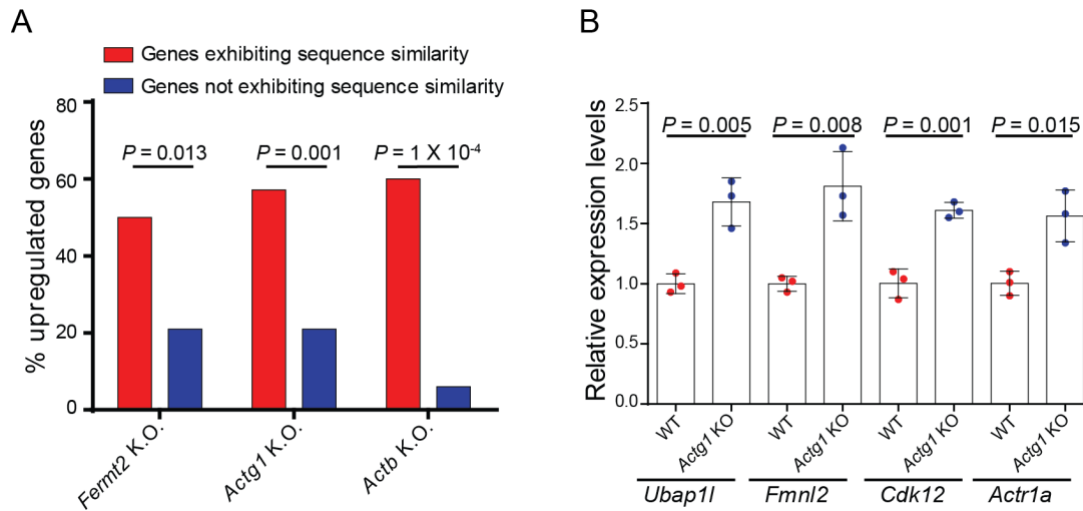 A
Genes exhibiting sequence similarity
Genes not exhibiting sequence similarity
% upregulated genes
80
60
40
20
0
P = 0.013
P = 0.001
P = 1 X 10⁻⁴
Fermt2 K.O.
Actg1 K.O.
Actb K.O.
B
Relative expression levels
2.5
2.0
1.5
1.0
0.5
0.0
P = 0.005
P = 0.008
P = 0.001
P = 0.015
WT
Actg1 KO
WT
Actg1 KO
WT
Actg1 KO
WT
Actg1 KO
Ubap1l
Fmnl2
Cdk12
Actr1a